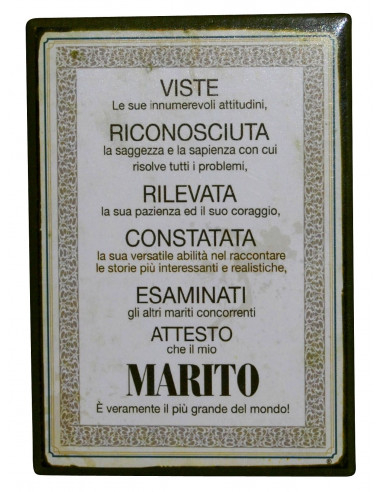 VISTE
Le sue innumerevoli attitudini,
RICONOSCIUTA
la saggezza e la sapienza con cui
risolve tutti i problemi,
RILEVATA
la sua pazienza ed il suo coraggio,
CONSTATATA
la sua versatile abilità nel raccontare
le storie più interessanti e realistiche,
ESAMINATI
gli altri mariti concorrenti
ATTESTO
che il mio
MARITO
È veramente il più grande del mondo!